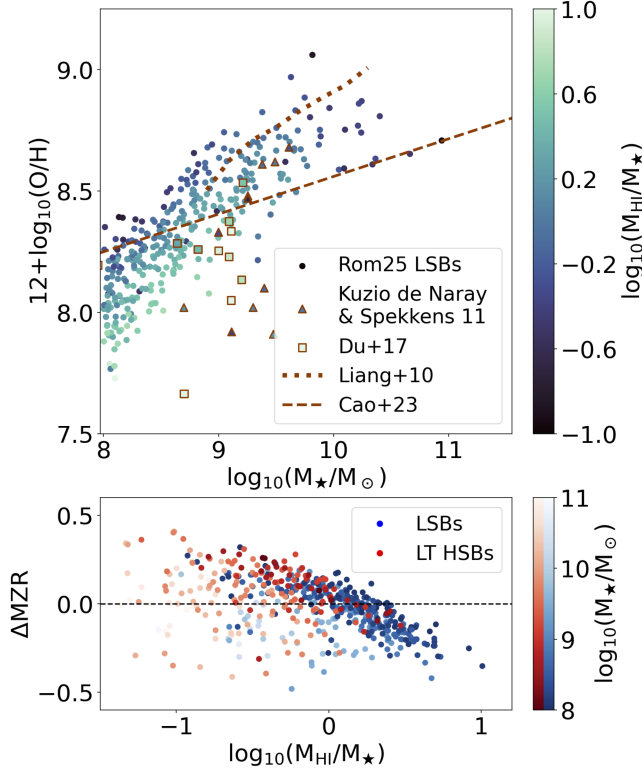 9.0
8.5
8.0
7.5
12+log₁₀(O/H)
8
9
10
11
log₁₀(M★/M⊙)
Rom25 LSBs
Kuzio de Naray
& Spekkens 11
Du+17
Liang+10
Cao+23
1.0
0.6
0.2
−0.2
−0.6
−1.0
log₁₀(M_HI/M★)
0.5
0.0
−0.5
ΔMZR
−1
0
1
log₁₀(M_HI/M★)
LSBs
LT HSBs
11
10
9
8
log₁₀(M★/M⊙)